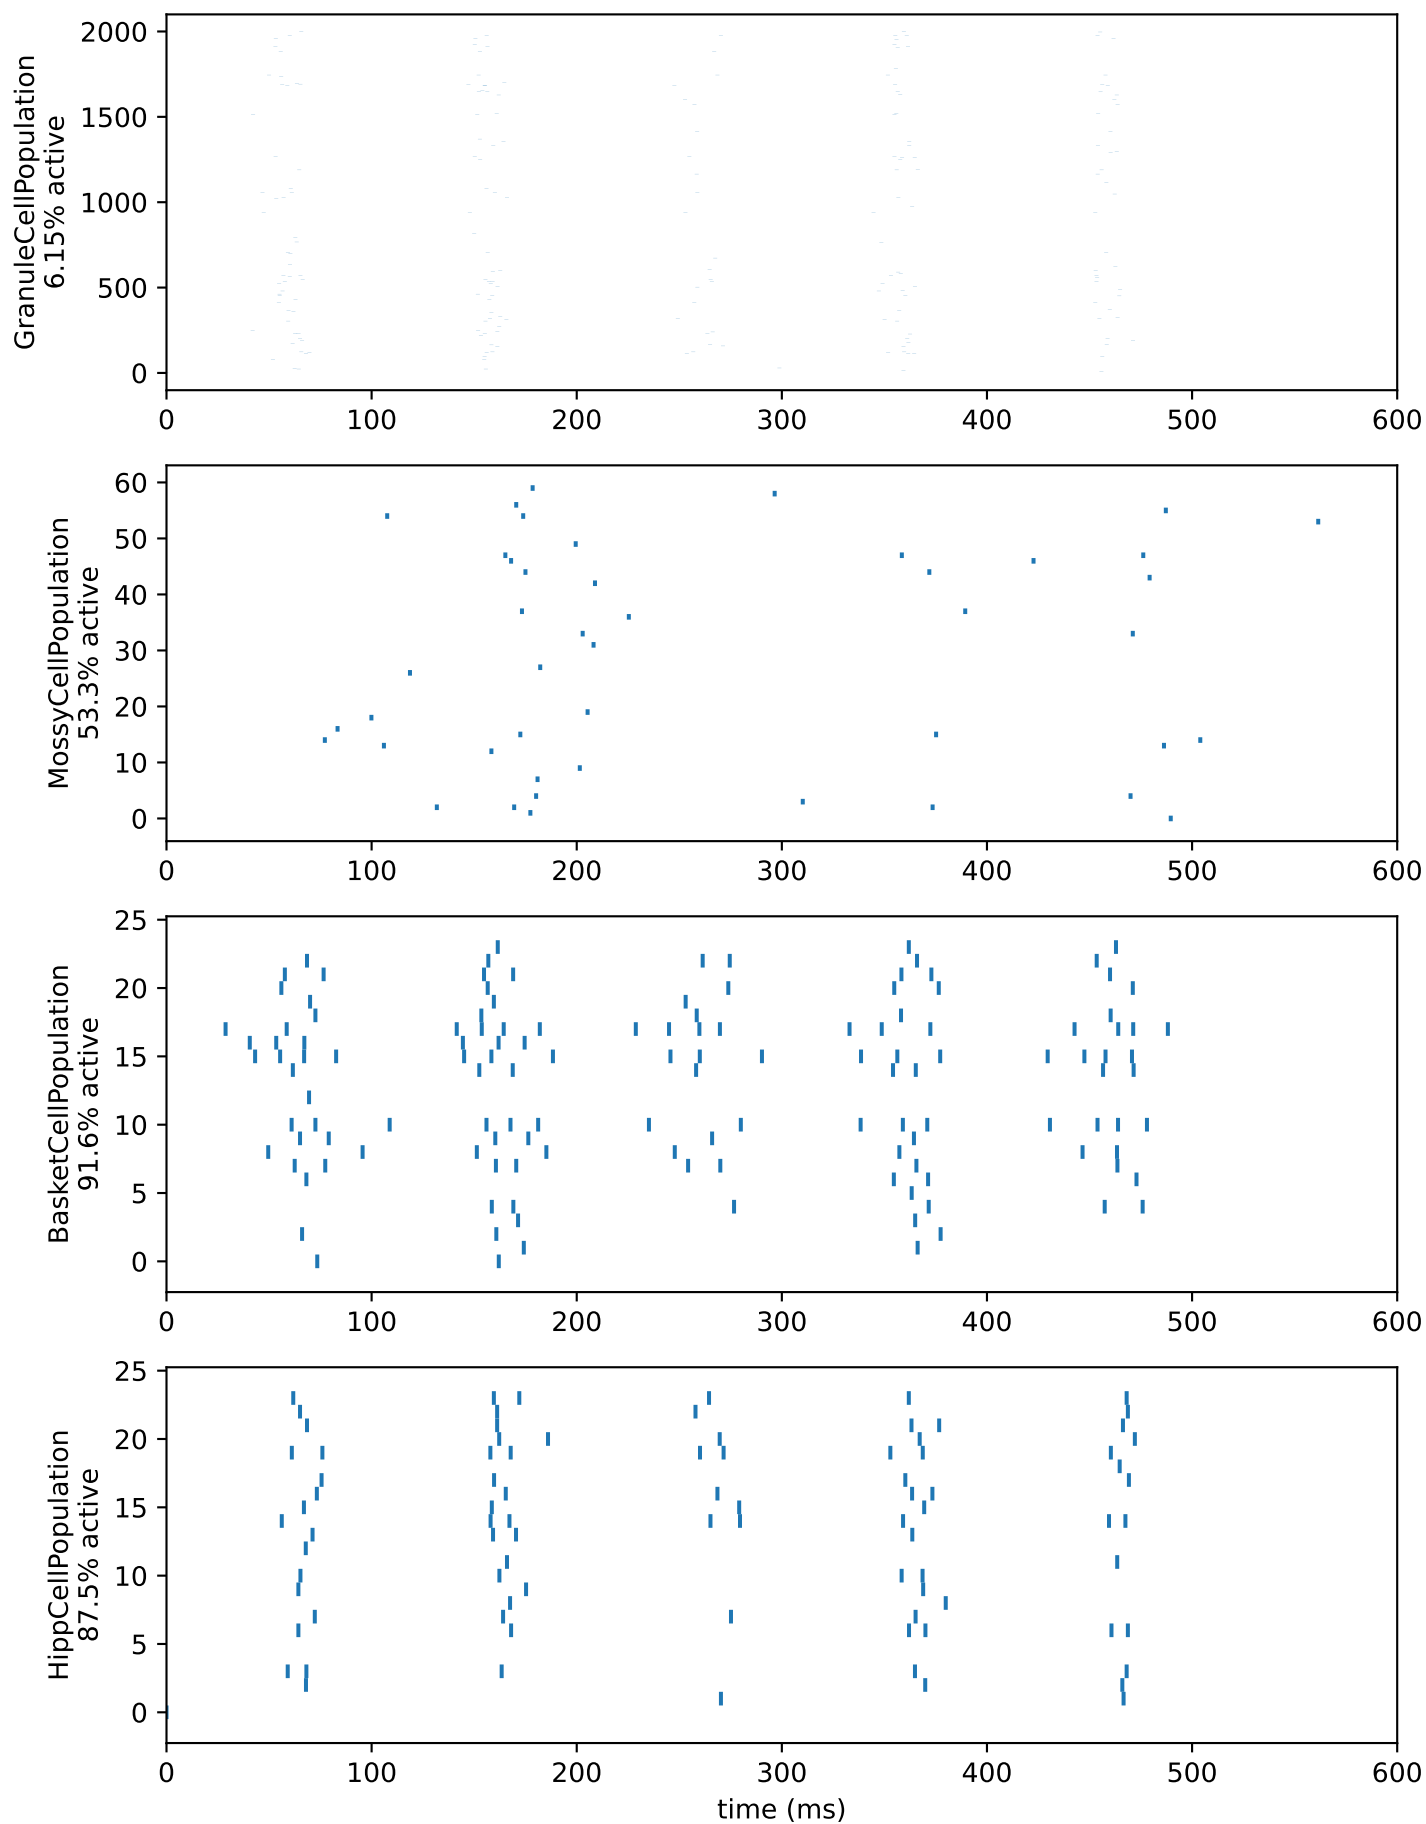 GranuleCellPopulation
6.15% active
2000
1500
1000
500
0
0 100 200 300 400 500 600
MossyCellPopulation
53.3% active
60
50
40
30
20
10
0
0 100 200 300 400 500 600
BasketCellPopulation
91.6% active
25
20
15
10
5
0
0 100 200 300 400 500 600
HippCellPopulation
87.5% active
25
20
15
10
5
0
0 100 200 300 400 500 600
time (ms)